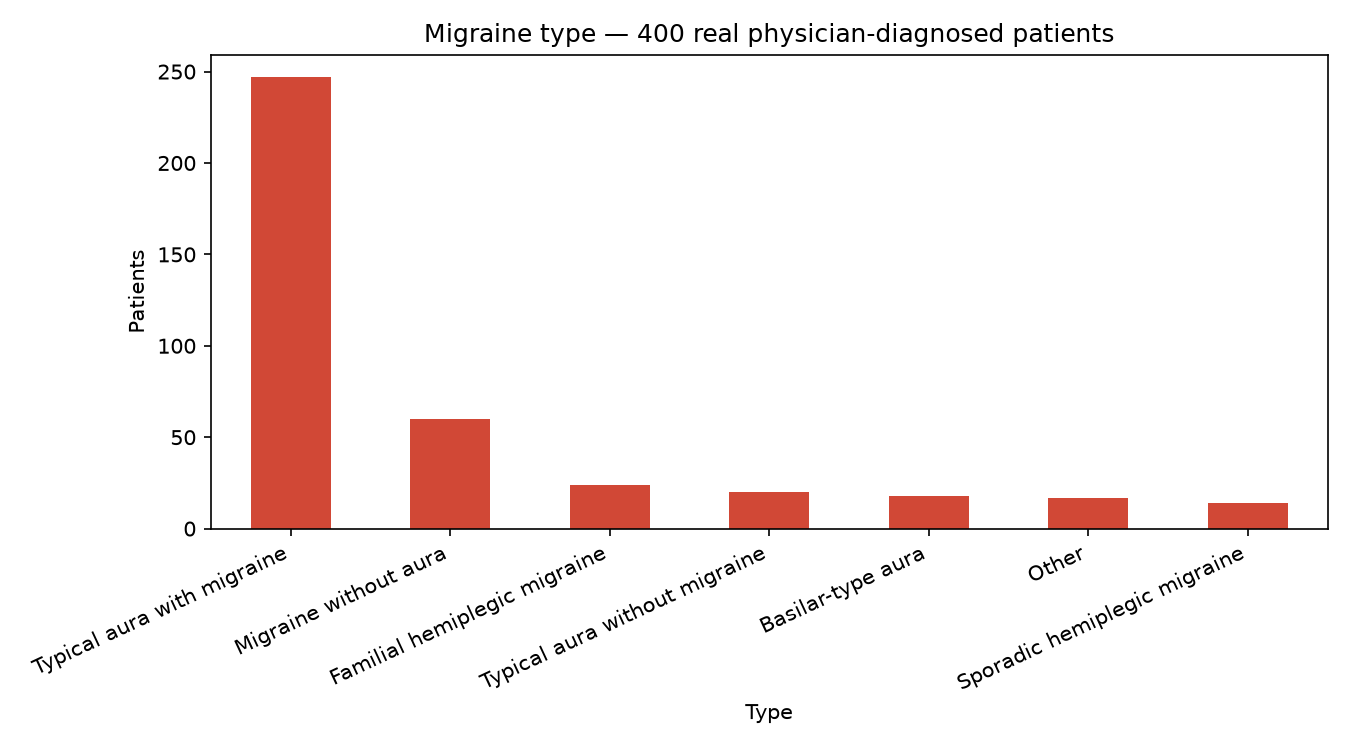 Migraine type — 400 real physician-diagnosed patients
250
200
150
100
50
0
Patients
Typical aura with migraine
Migraine without aura
Familial hemiplegic migraine
Typical aura without migraine
Basilar-type aura
Other
Sporadic hemiplegic migraine
Type